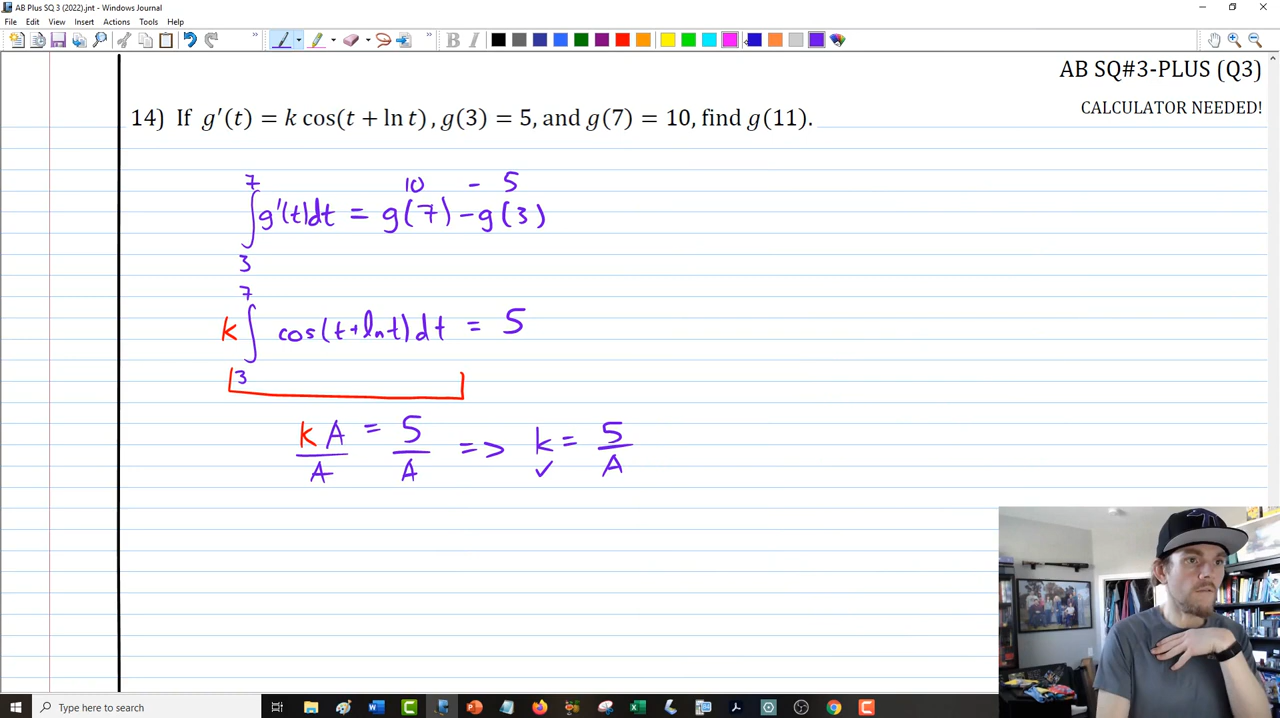 AB Plus SQ 3 (2022).jnt - Windows Journal
File Edit View Insert Actions Tools Help
AB SQ#3-PLUS (Q3)
CALCULATOR NEEDED!
14) If g′(t) = k cos(t + ln t), g(3) = 5, and g(7) = 10, find g(11).
7 10 - 5
∫g'(t)dt = g(7) - g(3)
3
7
k∫ cos(t+lnt)dt = 5
3
kA = 5 => k = 5
A A ✓ A
Type here to search